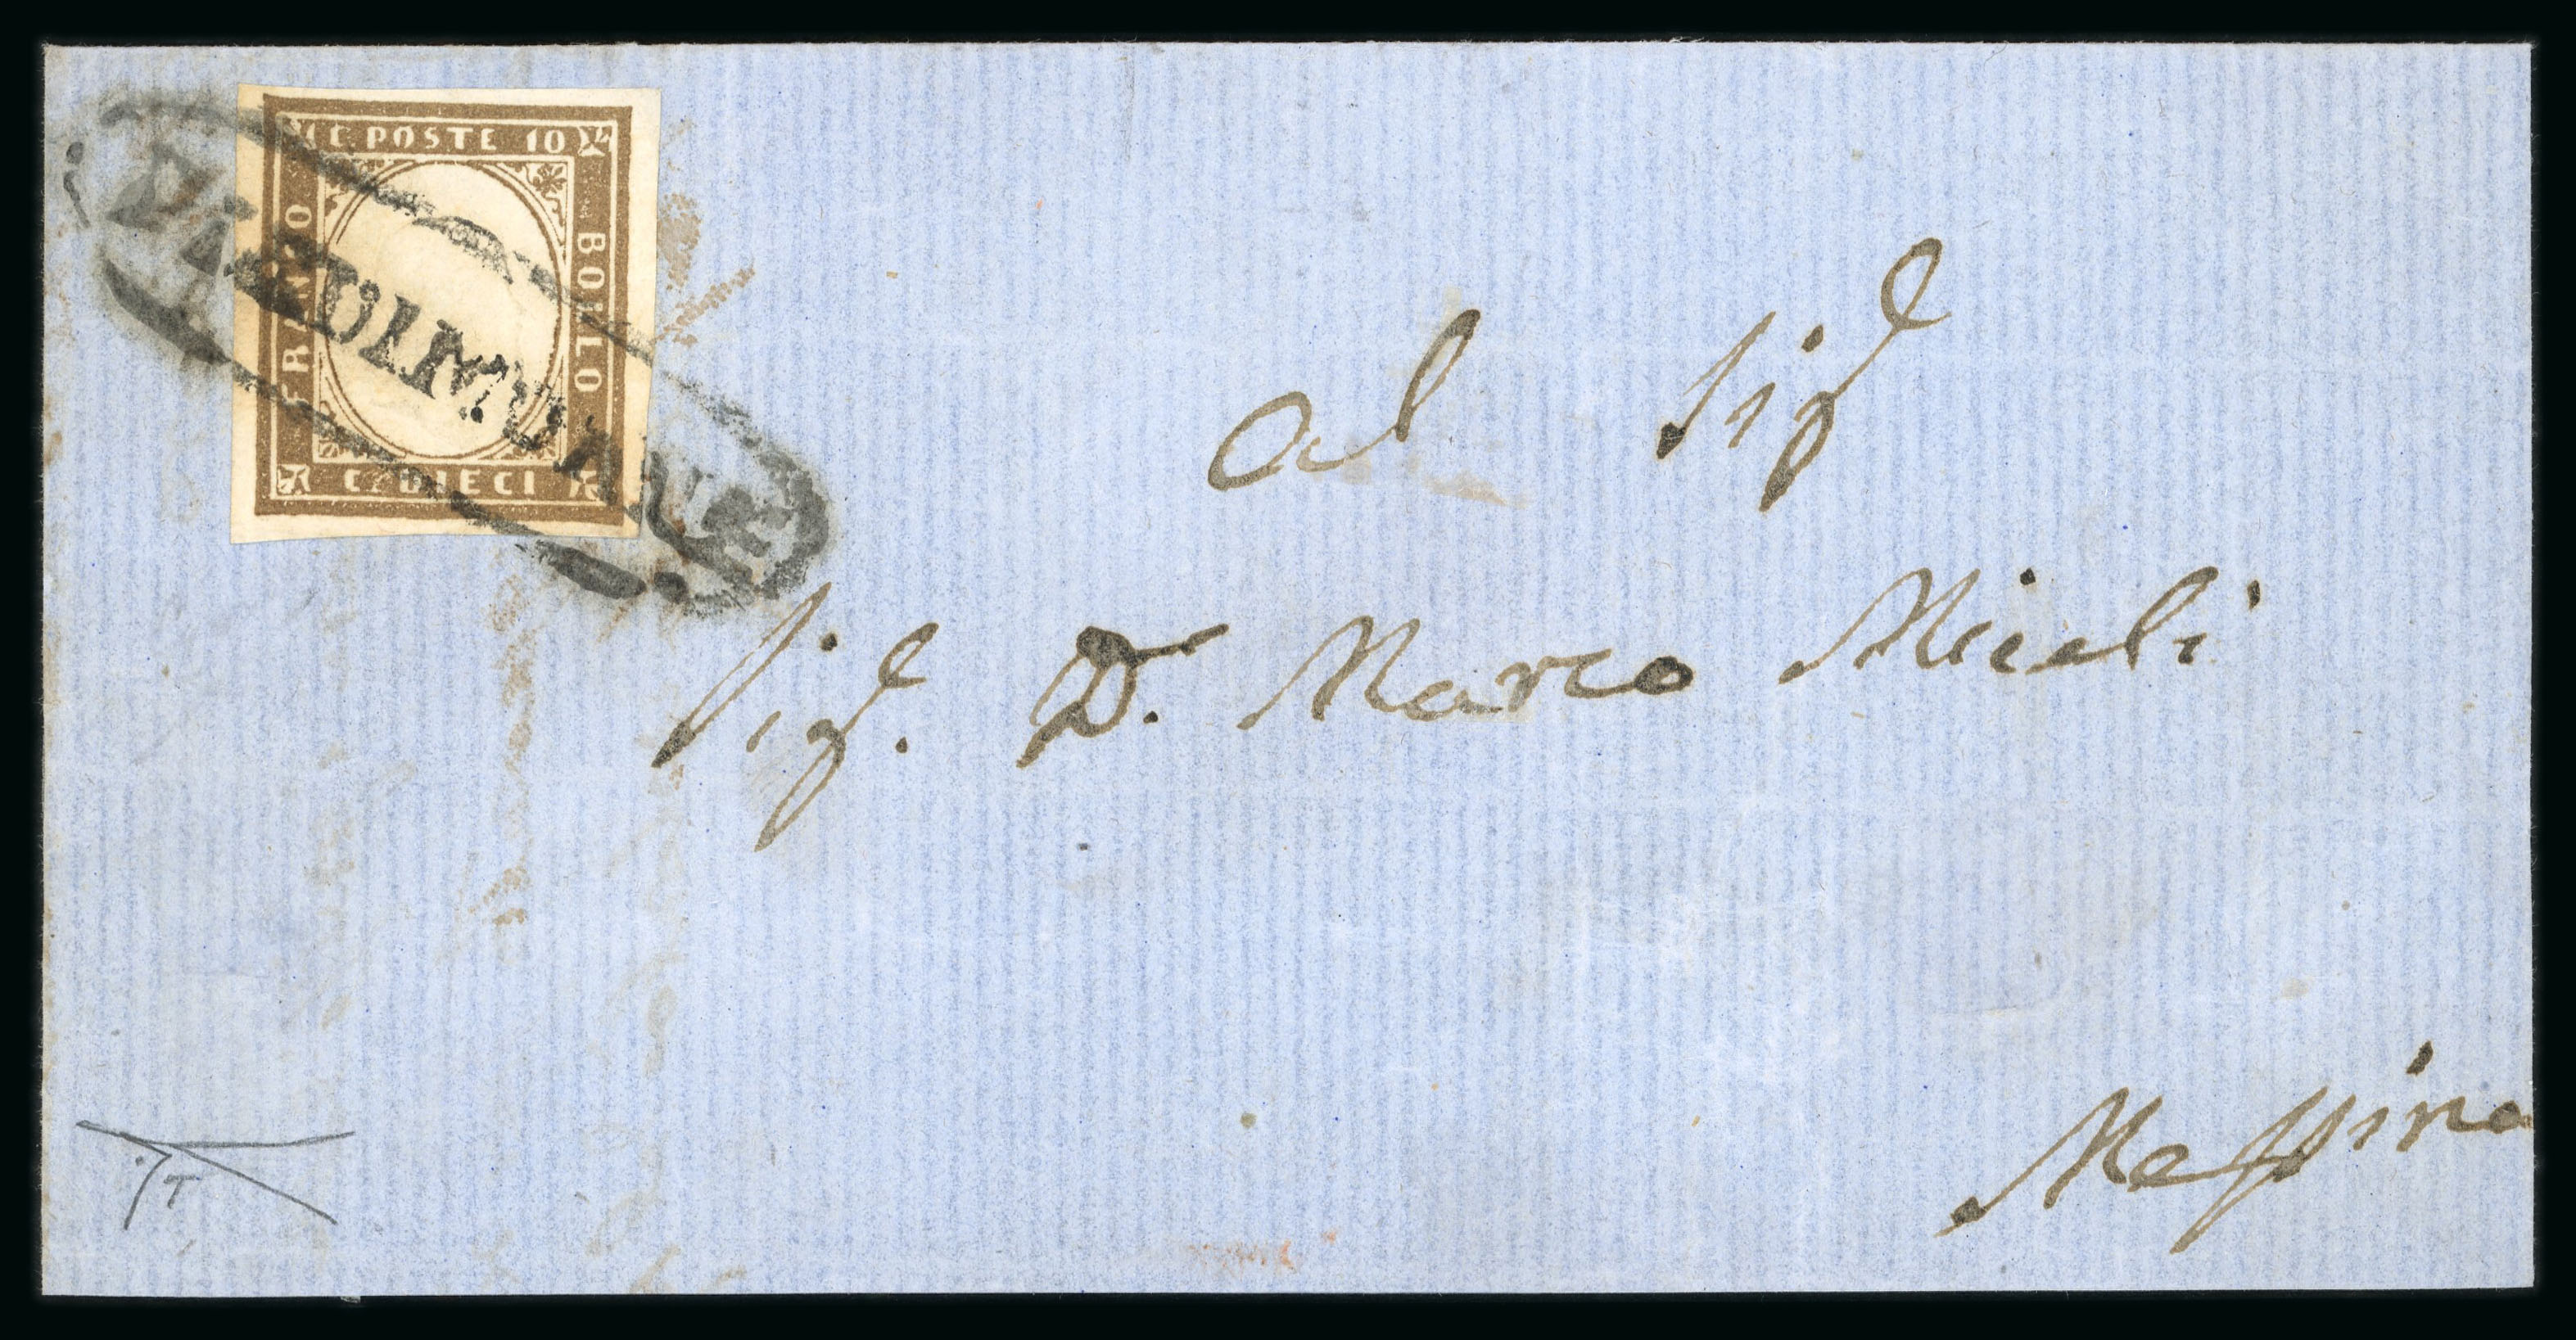 C. POSTE 10
FRANCO
BOLLO
C. DIECI
al Sig.e
Sig.e D. Marco Mieli
Messina